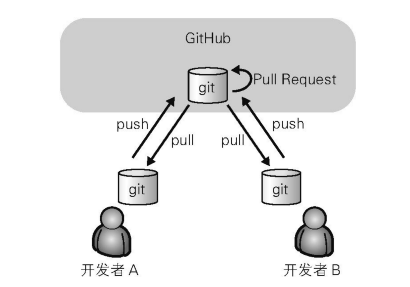 GitHub
git
Pull Request
push
pull
pull
push
git
git
开发者 A
开发者 B